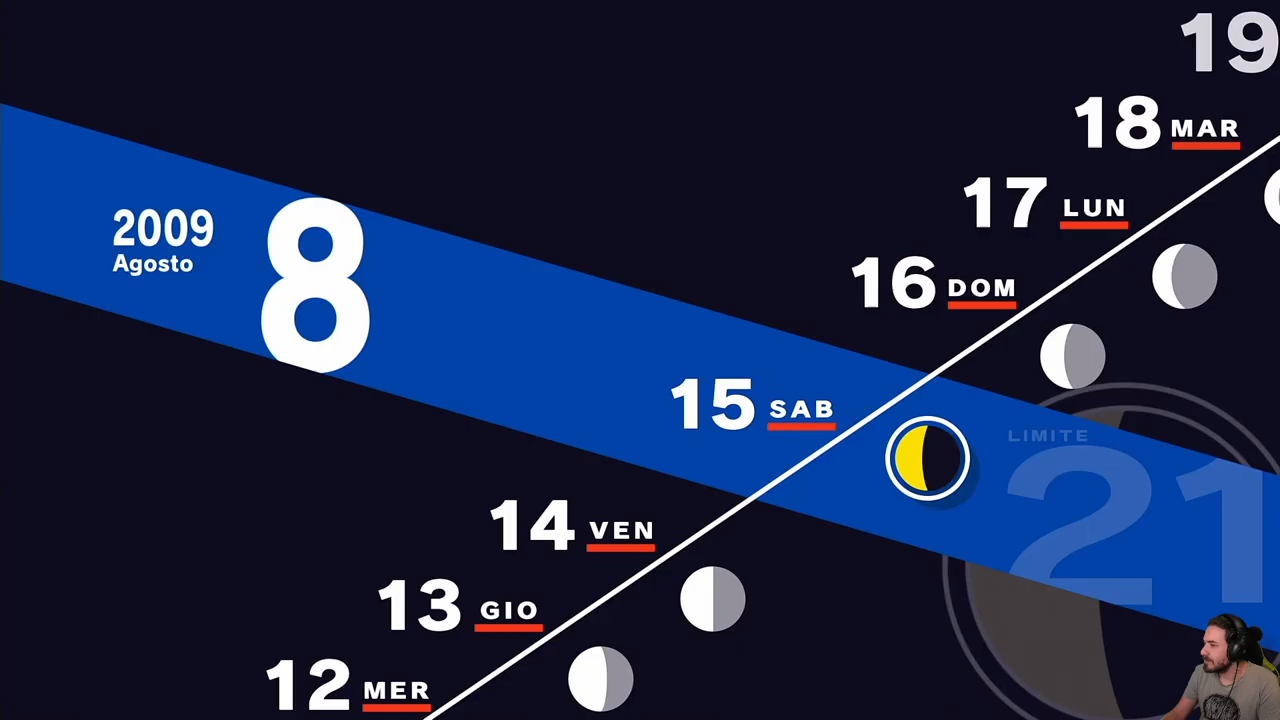 19
18 MAR
17 LUN
16 DOM
2009
Agosto
8
15 SAB
LIMITE
21
14 VEN
13 GIO
12 MER